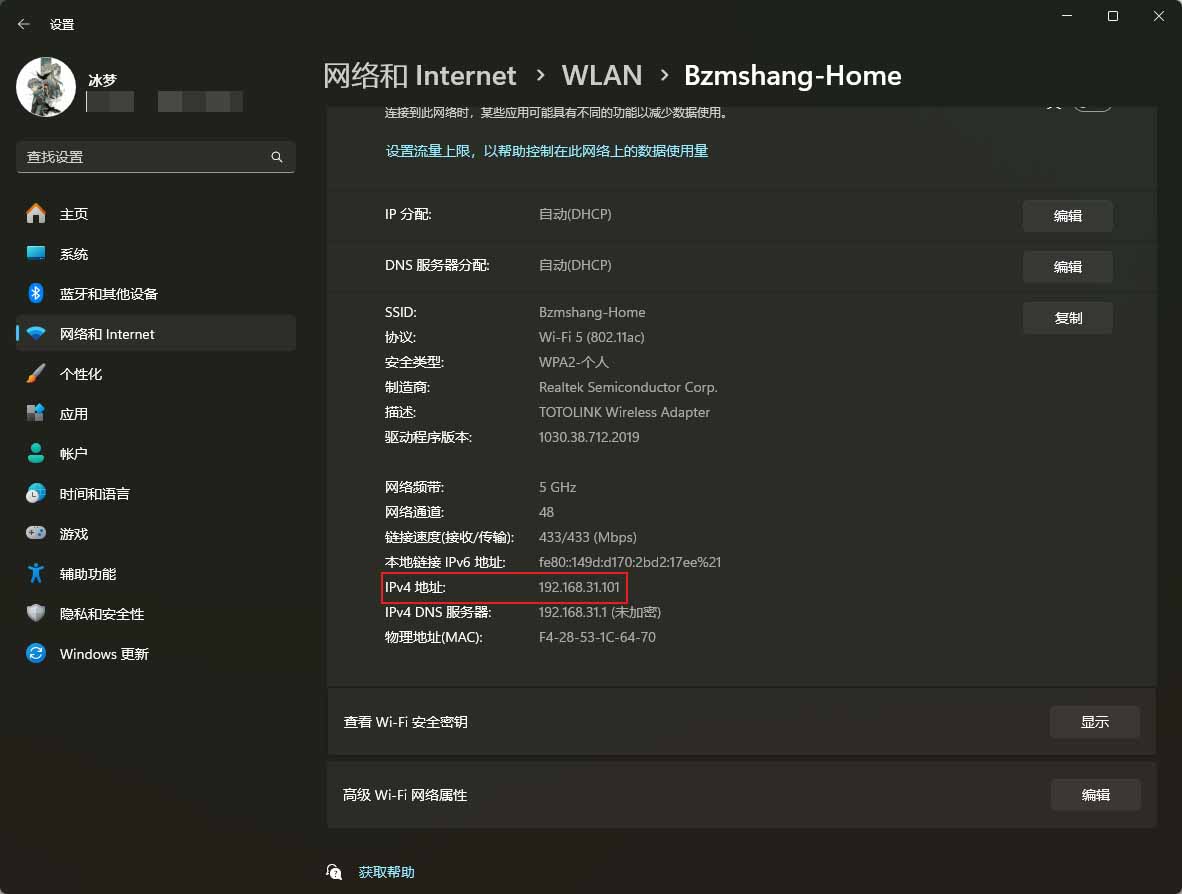 设置
冰梦
查找设置
主页
系统
蓝牙和其他设备
网络和 Internet
个性化
应用
帐户
时间和语言
游戏
辅助功能
隐私和安全性
Windows 更新
网络和 Internet › WLAN › Bzmshang-Home
连接到此网络时，某些应用可能具有不同的功能以减少数据使用。
设置流量上限，以帮助控制在此网络上的数据使用量
IP 分配: 自动(DHCP) 编辑
DNS 服务器分配: 自动(DHCP) 编辑
SSID: Bzmshang-Home 复制
协议: Wi-Fi 5 (802.11ac)
安全类型: WPA2-个人
制造商: Realtek Semiconductor Corp.
描述: TOTOLINK Wireless Adapter
驱动程序版本: 1030.38.712.2019
网络频带: 5 GHz
网络通道: 48
链接速度(接收/传输): 433/433 (Mbps)
本地链接 IPv6 地址: fe80::149d:d170:2bd2:17ee%21
IPv4 地址: 192.168.31.101
IPv4 DNS 服务器: 192.168.31.1 (未加密)
物理地址(MAC): F4-28-53-1C-64-70
查看 Wi-Fi 安全密钥 显示
高级 Wi-Fi 网络属性 编辑
获取帮助